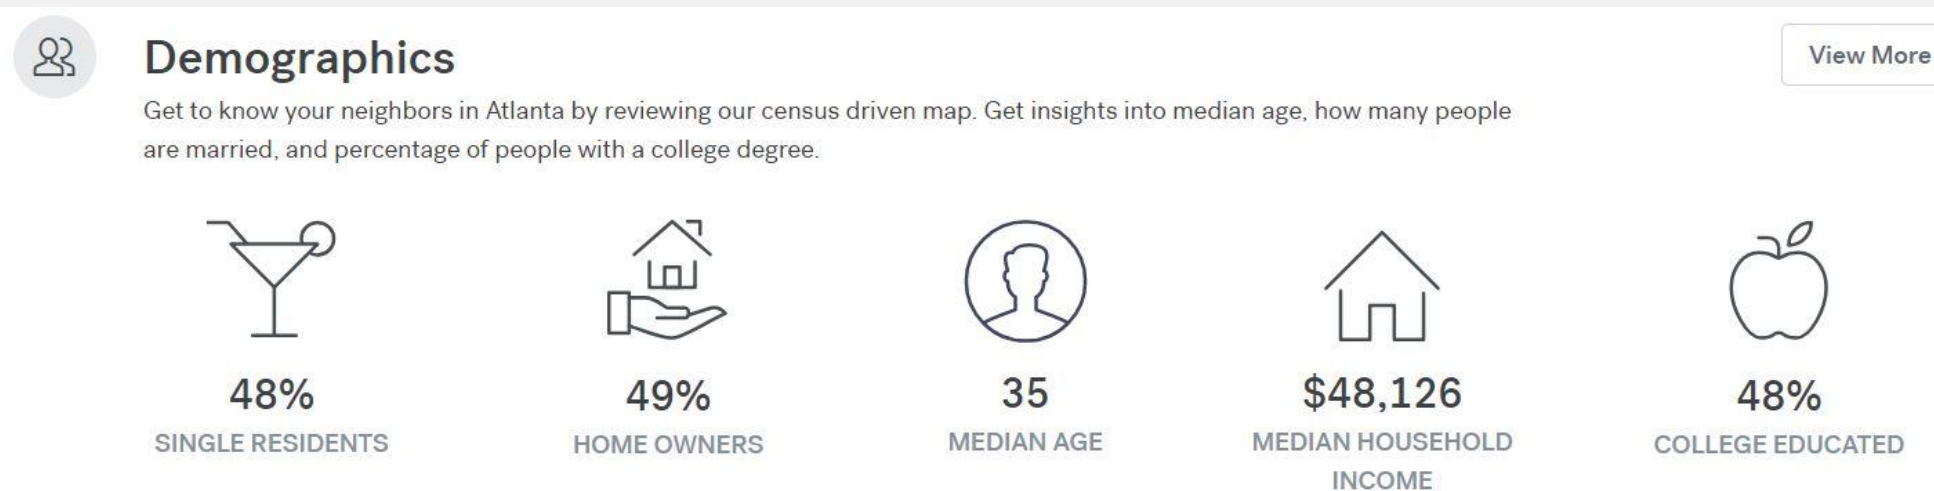 Demographics
View More
Get to know your neighbors in Atlanta by reviewing our census driven map. Get insights into median age, how many people
are married, and percentage of people with a college degree.
48%
SINGLE RESIDENTS
49%
HOME OWNERS
35
MEDIAN AGE
$48,126
MEDIAN HOUSEHOLD
INCOME
48%
COLLEGE EDUCATED